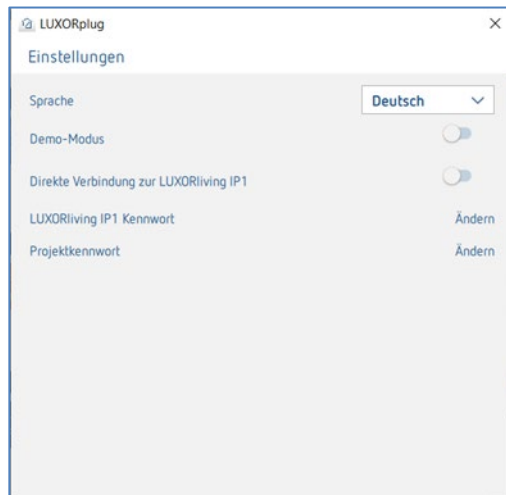 LUXORplug
Einstellungen
Sprache Deutsch
Demo-Modus
Direkte Verbindung zur LUXORliving IP1
LUXORliving IP1 Kennwort Ändern
Projektkennwort Ändern